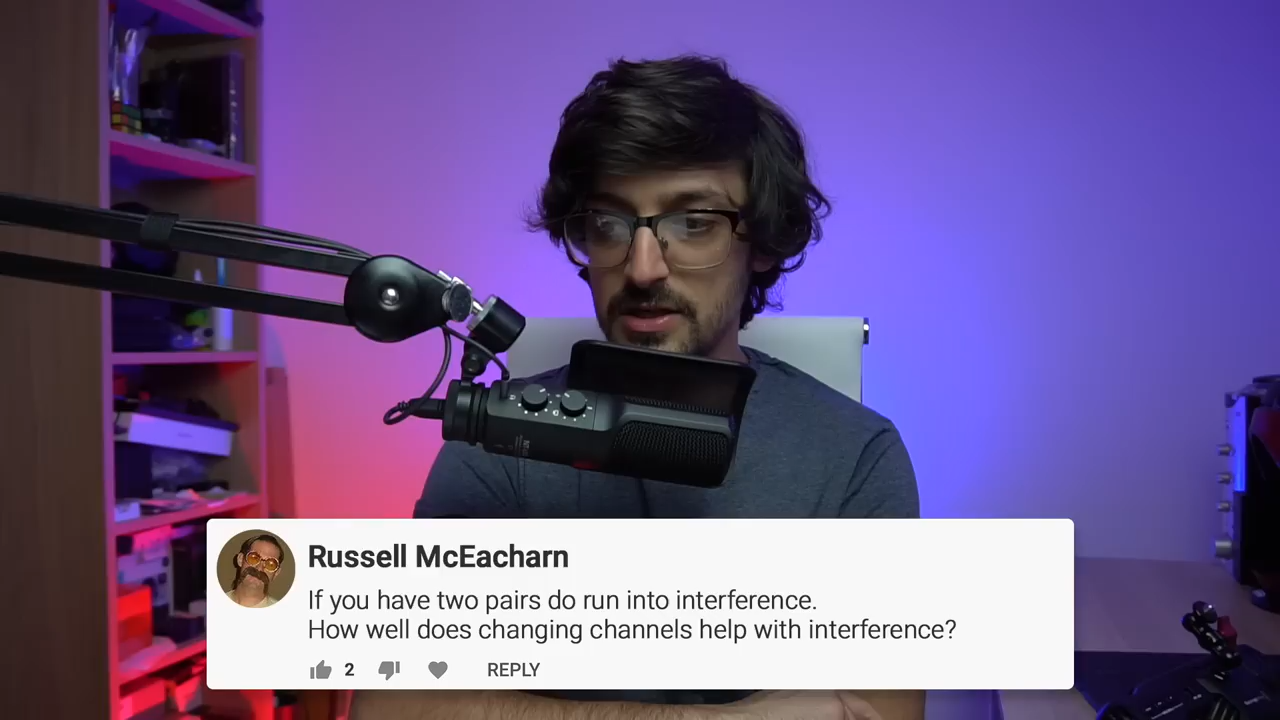 Russell McEacharn
If you have two pairs do run into interference.
How well does changing channels help with interference?
2
REPLY